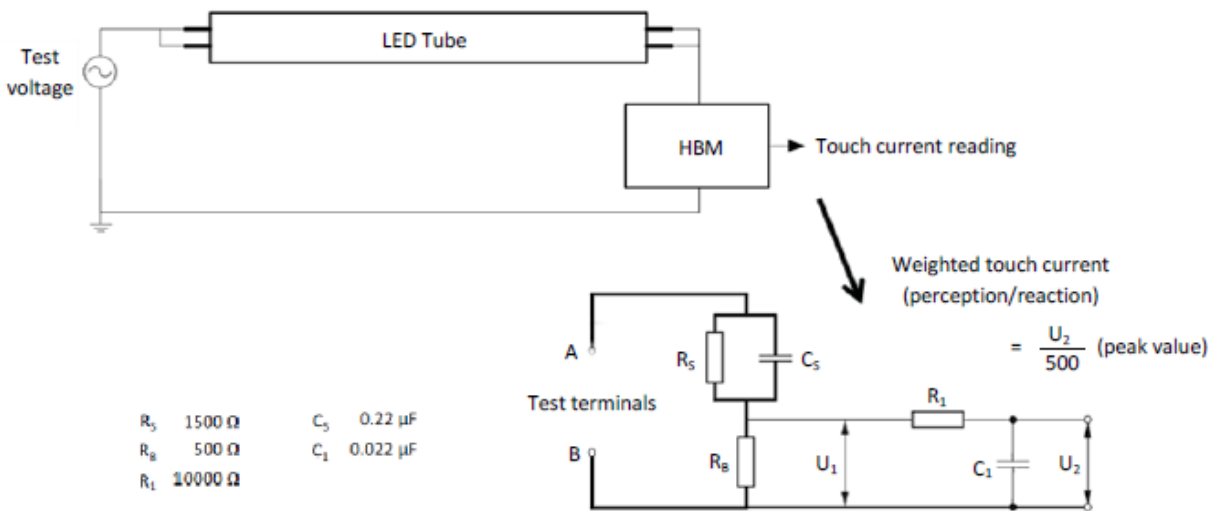 LED Tube
Test
voltage
HBM
Touch current reading
Weighted touch current
(perception/reaction)
= U₂/500 (peak value)
A
Rₛ
Cₛ
Test terminals
R₁
B
R_B
U₁
C₁
U₂
Rₛ 1500 Ω Cₛ 0.22 µF
R_B 500 Ω C₁ 0.022 µF
R₁ 10000 Ω